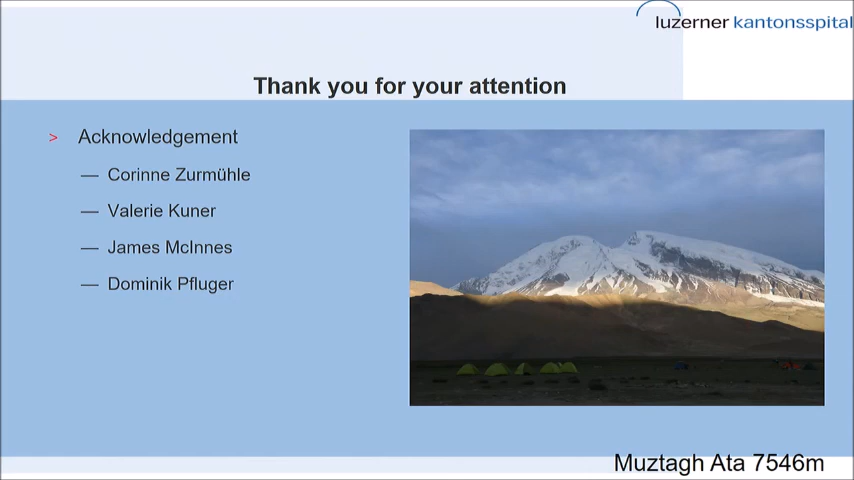 luzerner kantonsspital
Thank you for your attention
> Acknowledgement
— Corinne Zurmühle
— Valerie Kuner
— James McInnes
— Dominik Pfluger
Muztagh Ata 7546m